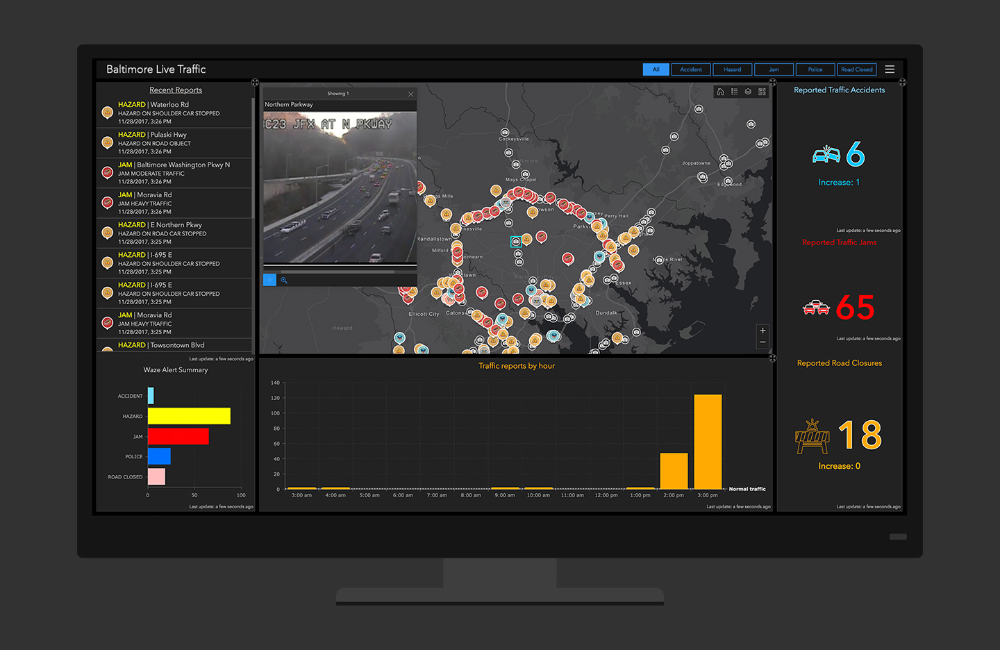 Baltimore Live Traffic
All
Accident
Hazard
Jam
Police
Road Closed
Recent Reports
HAZARD | Waterloo Rd
HAZARD ON SHOULDER CAR STOPPED
11/28/2017, 3:26 PM
HAZARD | Pulaski Hwy
HAZARD ON ROAD OBJECT
11/28/2017, 3:26 PM
JAM | Baltimore Washington Pkwy N
JAM MODERATE TRAFFIC
11/28/2017, 3:26 PM
JAM | Moravia Rd
JAM HEAVY TRAFFIC
11/28/2017, 3:26 PM
HAZARD | E Northern Pkwy
HAZARD ON ROAD CAR STOPPED
11/28/2017, 3:25 PM
HAZARD | I-695 E
HAZARD ON SHOULDER CAR STOPPED
11/28/2017, 3:25 PM
HAZARD | I-695 E
HAZARD ON SHOULDER CAR STOPPED
11/28/2017, 3:25 PM
JAM | Moravia Rd
JAM HEAVY TRAFFIC
11/28/2017, 3:25 PM
HAZARD | Towsontown Blvd
Last update: a few seconds ago
Waze Alert Summary
ACCIDENT
HAZARD
JAM
POLICE
ROAD CLOSED
0 50 100
Last update: a few seconds ago
Showing 1
Northern Parkway
C23 JFX AT N PKWAY
Cockeysville
Mays Chapel
Joppatowne
Edgewood
Perry Hall
Randallstown
Milford
Essex
Dundalk
Ellicott City
Catons
Howard
Baltimore (City)
+
−
Traffic reports by hour
140
120
100
80
60
40
20
0
3:00 am 4:00 am 5:00 am 6:00 am 7:00 am 8:00 am 9:00 am 10:00 am 11:00 am 12:00 pm 1:00 pm 2:00 pm 3:00 pm
Normal traffic
Last update: a few seconds ago
Reported Traffic Accidents
6
Increase: 1
Last update: a few seconds ago
Reported Traffic Jams
65
Last update: a few seconds ago
Reported Road Closures
18
Increase: 0
Last update: a few seconds ago